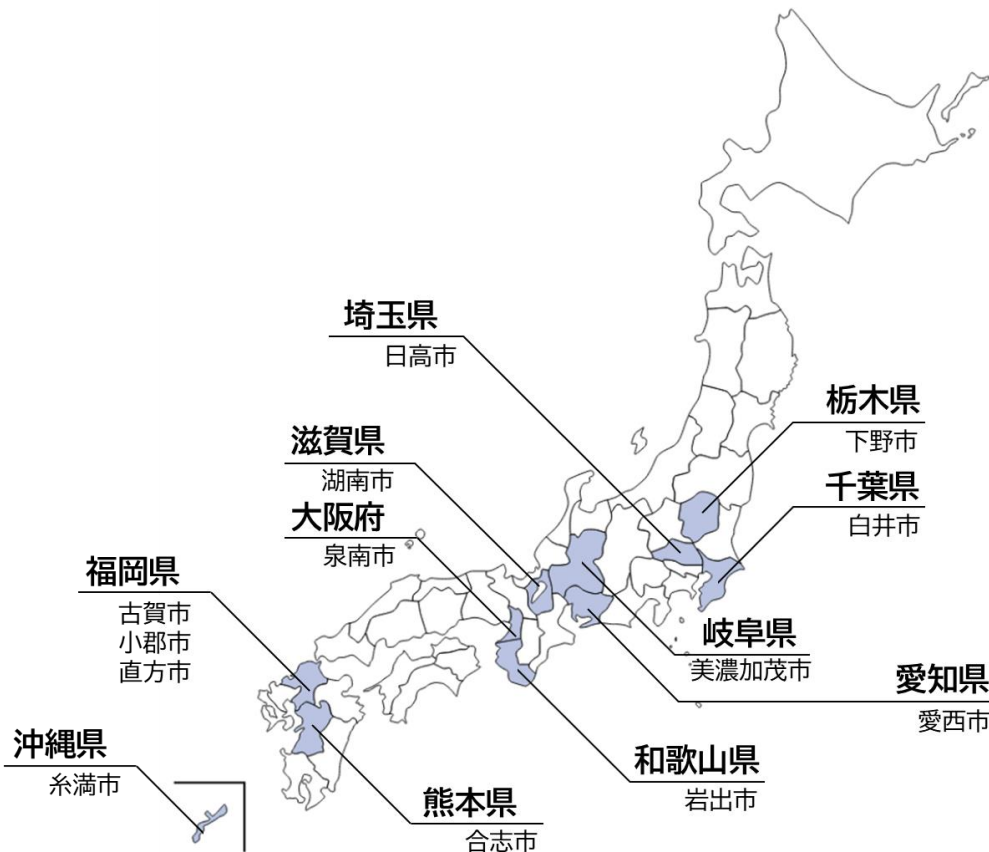 埼玉県
日高市
栃木県
下野市
滋賀県
湖南市
千葉県
白井市
大阪府
泉南市
福岡県
古賀市
小郡市
直方市
岐阜県
美濃加茂市
愛知県
愛西市
沖縄県
糸満市
和歌山県
岩出市
熊本県
合志市